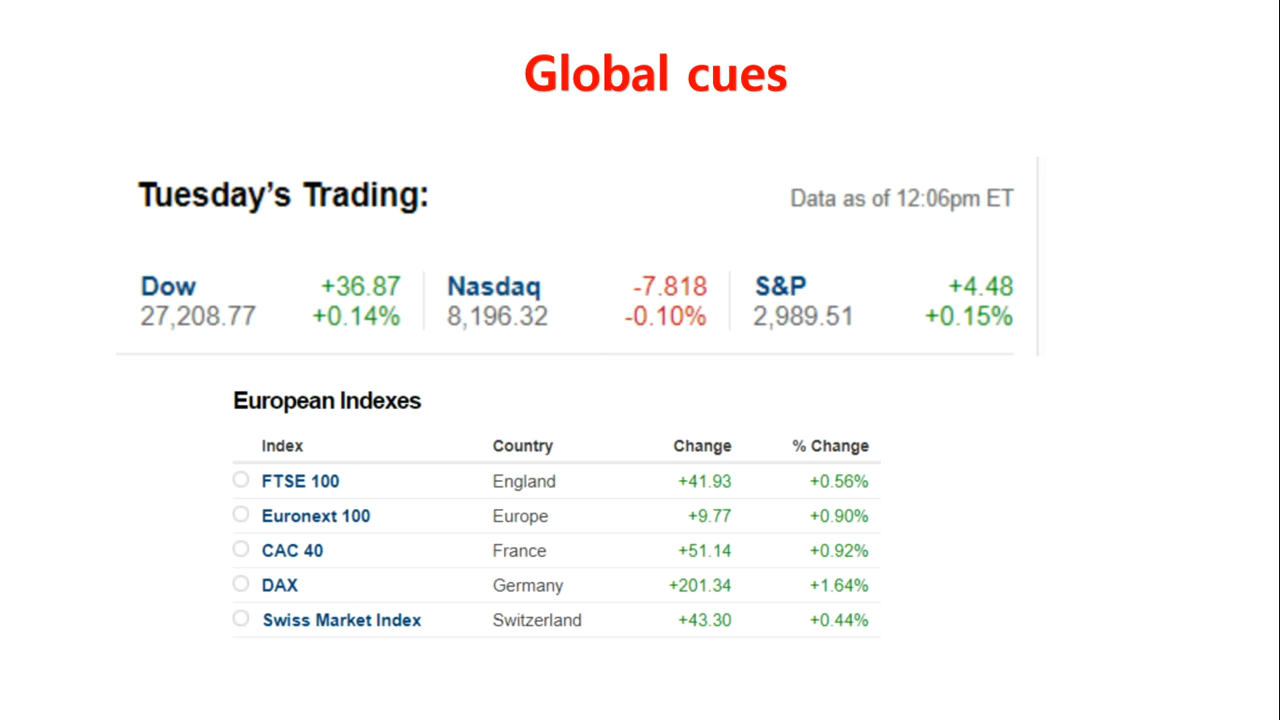 Global cues
Tuesday’s Trading: Data as of 12:06pm ET
Dow +36.87 Nasdaq -7.818 S&P +4.48
27,208.77 +0.14% 8,196.32 -0.10% 2,989.51 +0.15%
European Indexes
Index Country Change % Change
FTSE 100 England +41.93 +0.56%
Euronext 100 Europe +9.77 +0.90%
CAC 40 France +51.14 +0.92%
DAX Germany +201.34 +1.64%
Swiss Market Index Switzerland +43.30 +0.44%